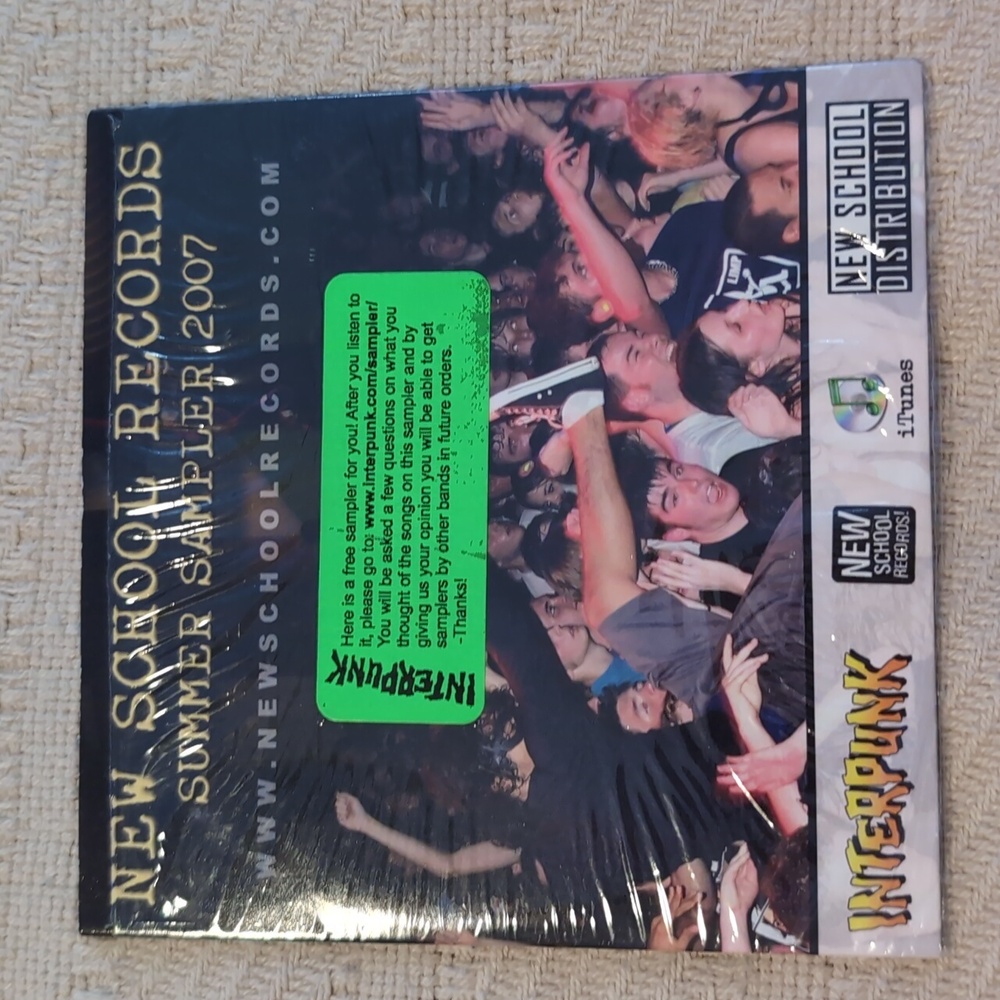 NEW SCHOOL RECORDS
SUMMER SAMPLER 2007
WWW.NEWSCHOOLRECORDS.COM
INTERPUNK
Here is a free sampler for you! After you listen to
it, please go to: www.Interpunk.com/sampler/
You will be asked a few questions on what you
thought of the songs on this sampler and by
giving us your opinion you will be able to get
samplers by other bands in future orders.
-Thanks!
LIMP
INTERPUNK
NEW
SCHOOL
RECORDS!
iTunes
NEW SCHOOL
DISTRIBUTION